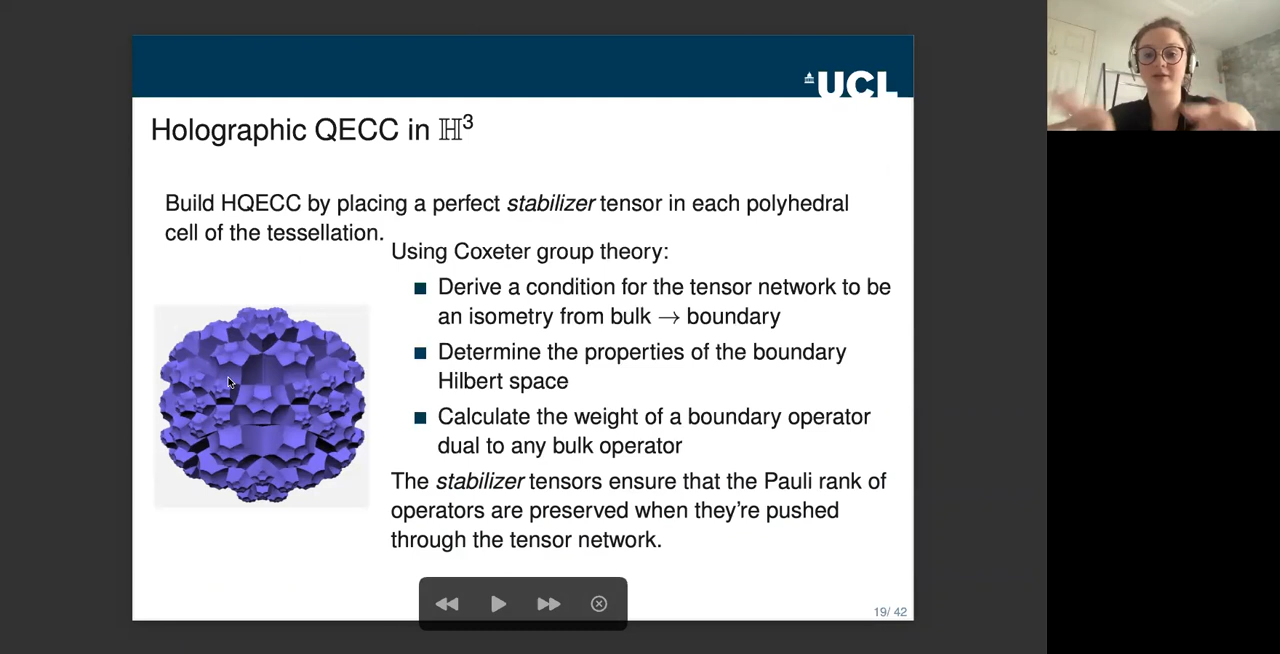 UCL
Holographic QECC in ℍ³
Build HQECC by placing a perfect stabilizer tensor in each polyhedral
cell of the tessellation.
Using Coxeter group theory:
■ Derive a condition for the tensor network to be
an isometry from bulk → boundary
■ Determine the properties of the boundary
Hilbert space
■ Calculate the weight of a boundary operator
dual to any bulk operator
The stabilizer tensors ensure that the Pauli rank of
operators are preserved when they're pushed
through the tensor network.
19/ 42